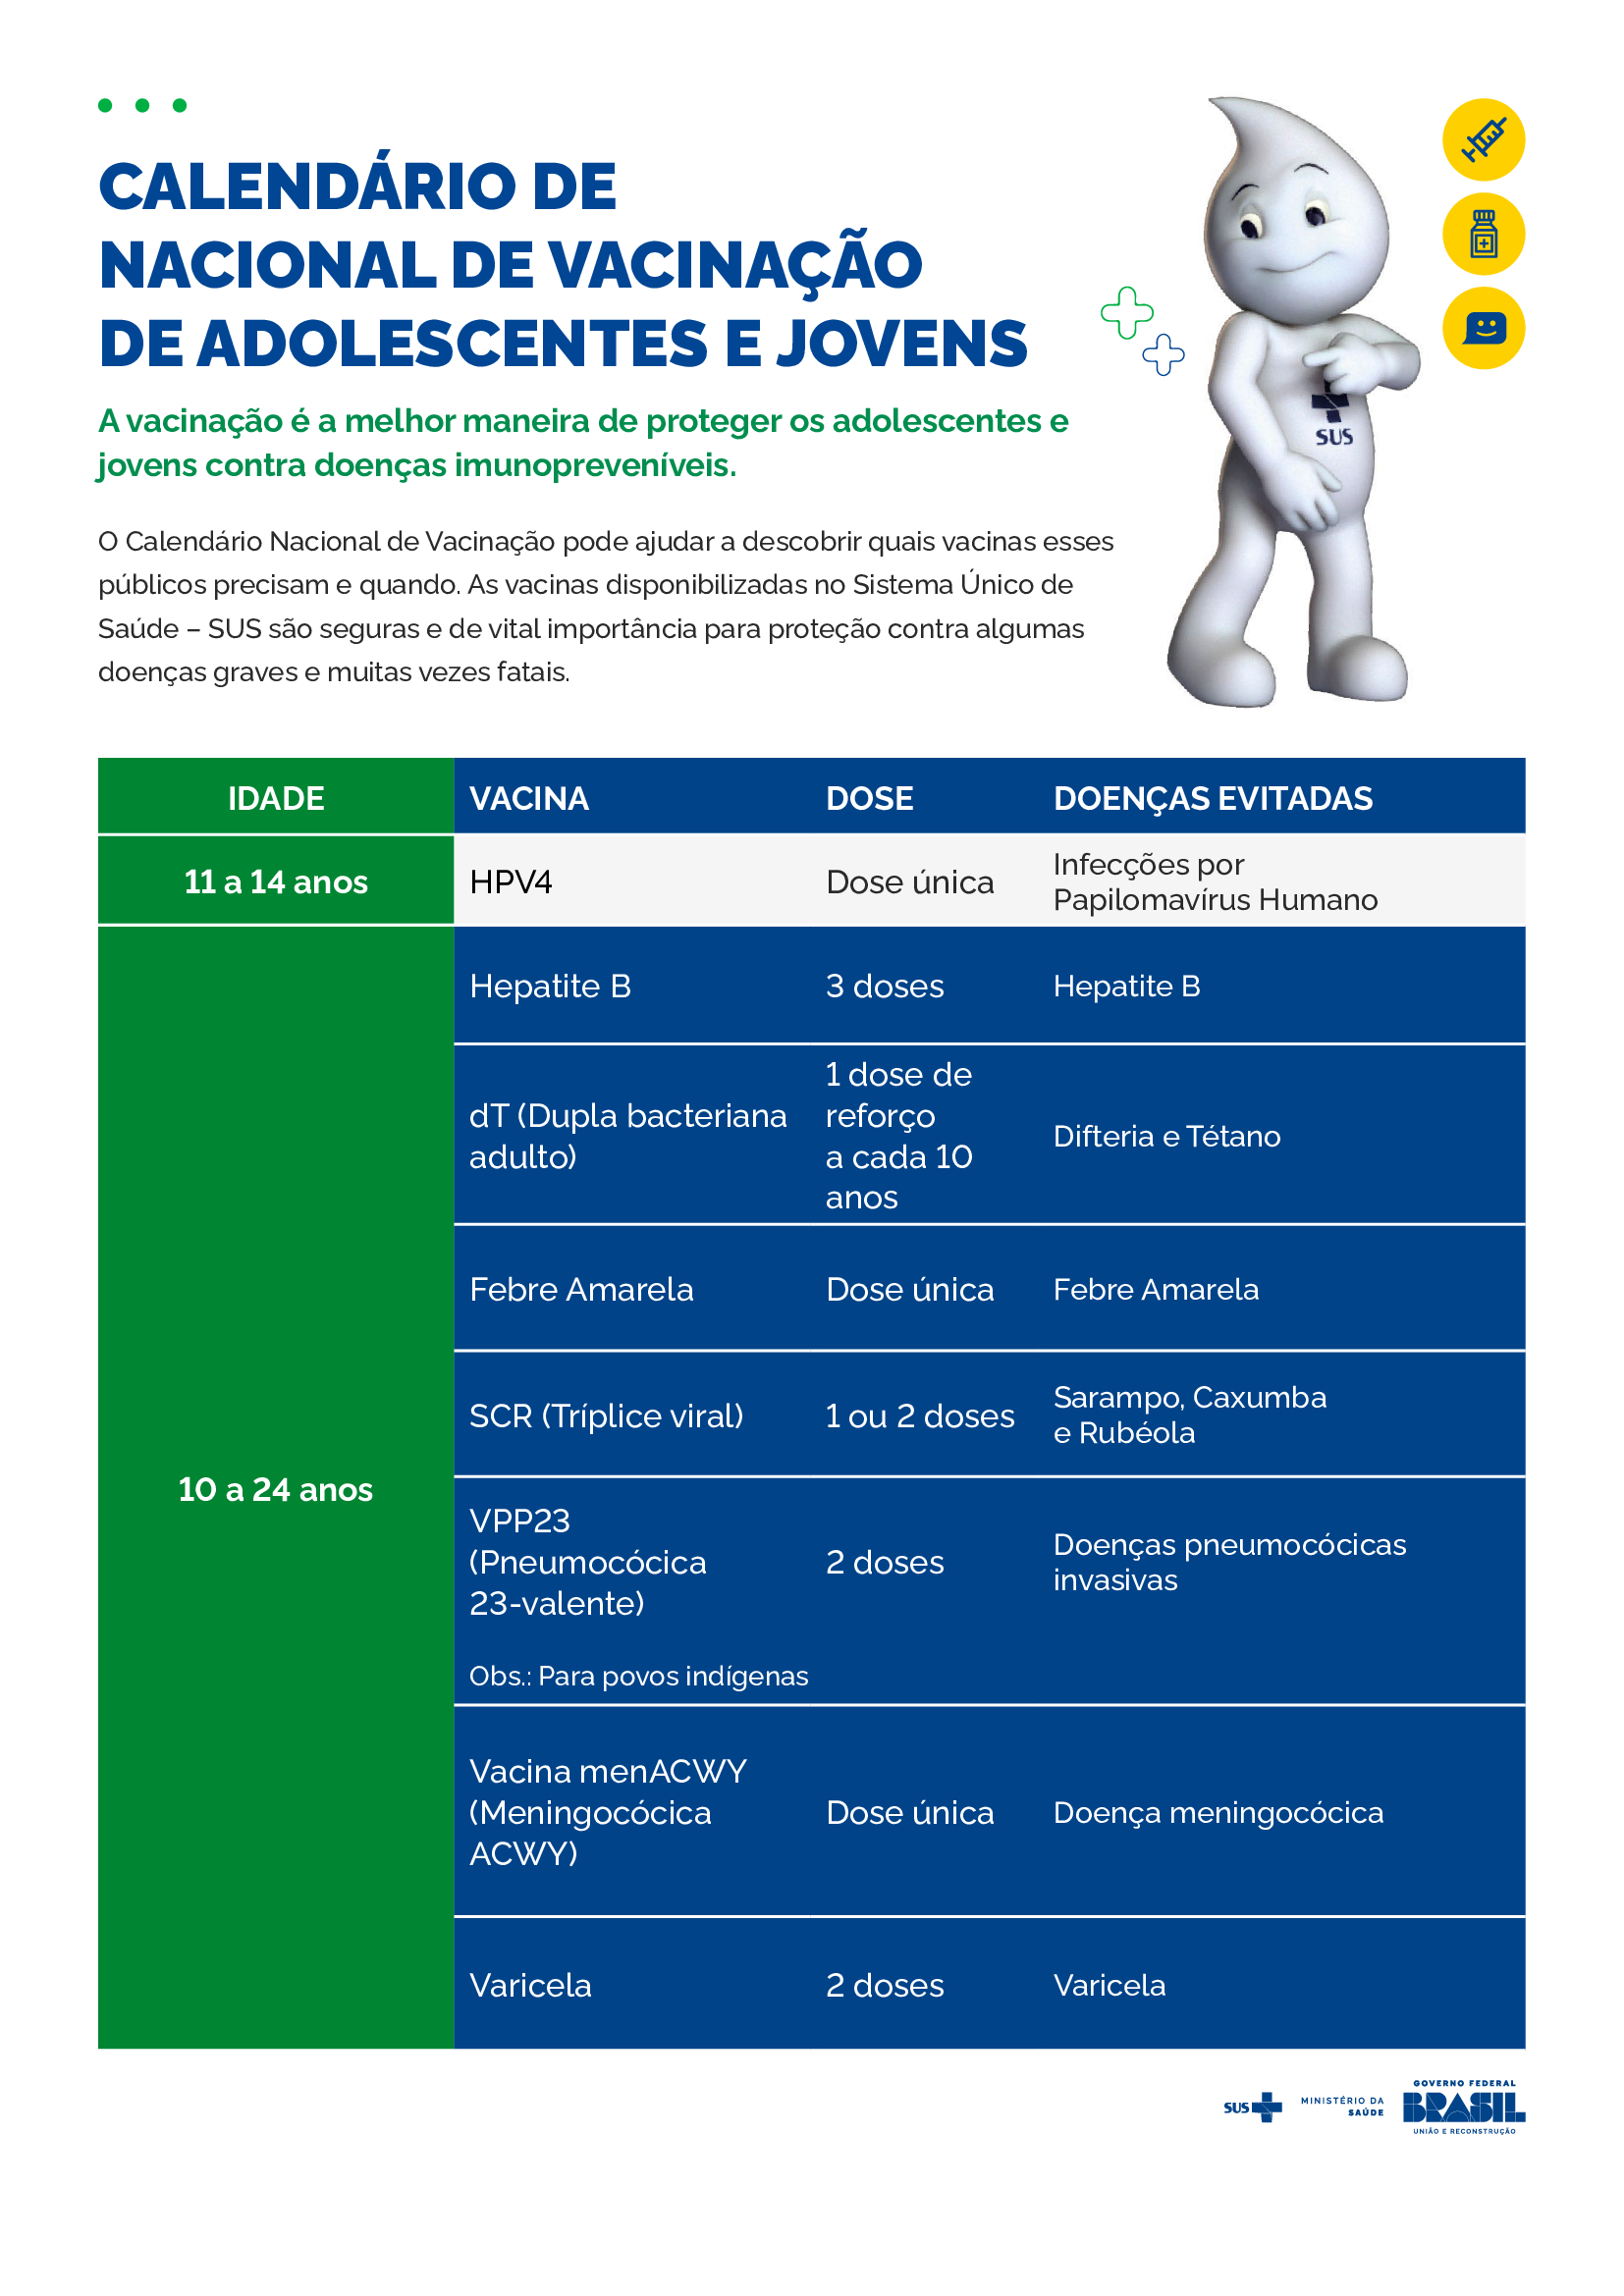 CALENDÁRIO DE
NACIONAL DE VACINAÇÃO
DE ADOLESCENTES E JOVENS
A vacinação é a melhor maneira de proteger os adolescentes e
jovens contra doenças imunopreveníveis.
O Calendário Nacional de Vacinação pode ajudar a descobrir quais vacinas esses
públicos precisam e quando. As vacinas disponibilizadas no Sistema Único de
Saúde – SUS são seguras e de vital importância para proteção contra algumas
doenças graves e muitas vezes fatais.
SUS
IDADE VACINA DOSE DOENÇAS EVITADAS
11 a 14 anos HPV4 Dose única Infecções por
Papilomavírus Humano
10 a 24 anos
Hepatite B 3 doses Hepatite B
dT (Dupla bacteriana
adulto)
1 dose de
reforço
a cada 10
anos
Difteria e Tétano
Febre Amarela Dose única Febre Amarela
SCR (Tríplice viral) 1 ou 2 doses Sarampo, Caxumba
e Rubéola
VPP23
(Pneumocócica
23-valente)
Obs.: Para povos indígenas
2 doses
Doenças pneumocócicas
invasivas
Vacina menACWY
(Meningocócica
ACWY)
Dose única
Doença meningocócica
Varicela 2 doses Varicela
SUS
MINISTÉRIO DA
SAÚDE
GOVERNO FEDERAL
BRASIL
UNIÃO E RECONSTRUÇÃO